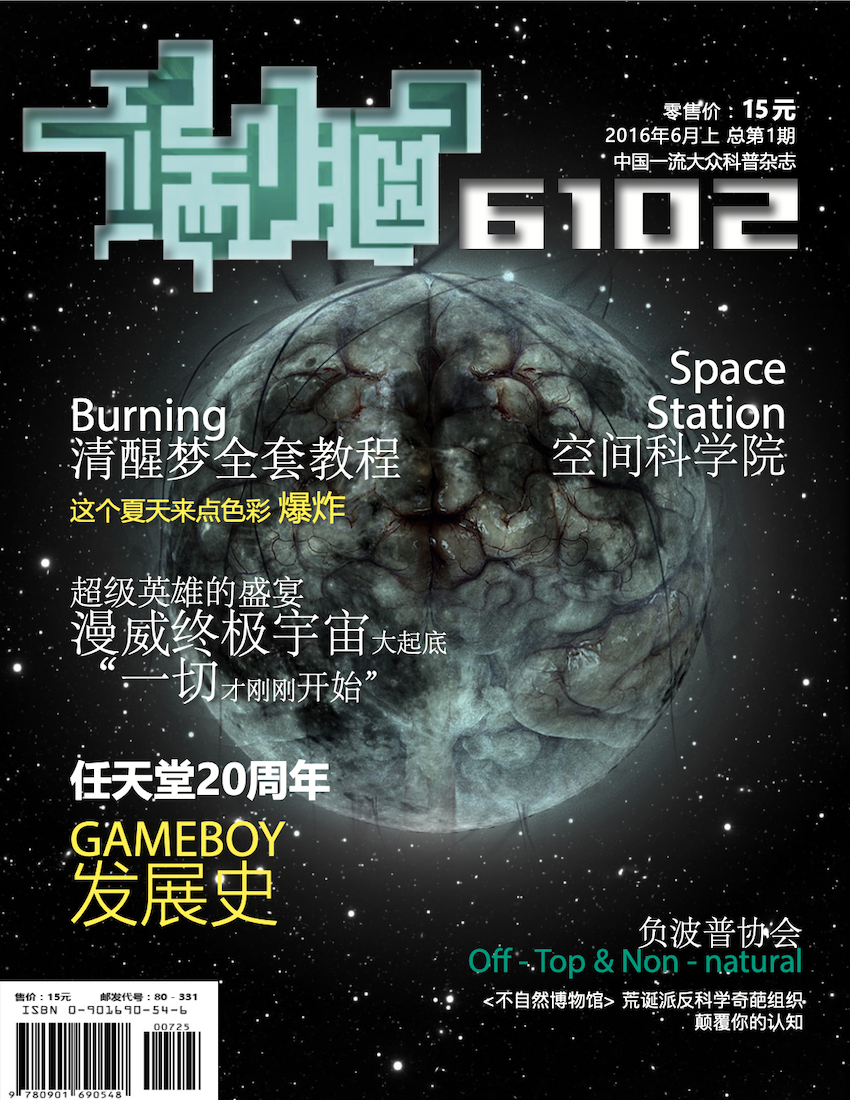 端脑
零售价：15元
2016年6月上 总第1期
中国一流大众科普杂志
6102
Space
Station
空间科学院
Burning
清醒梦全套教程
这个夏天来点色彩 爆炸
超级英雄的盛宴
漫威终极宇宙大起底
“一切才刚刚开始”
任天堂20周年
GAMEBOY
发展史
负波普协会
Off - Top & Non - natural
<不自然博物馆> 荒诞派反科学奇葩组织
颠覆你的认知
售价：15元 邮发代号：80 - 331
ISBN 0-901690-54-6
00725
9 780901 690548